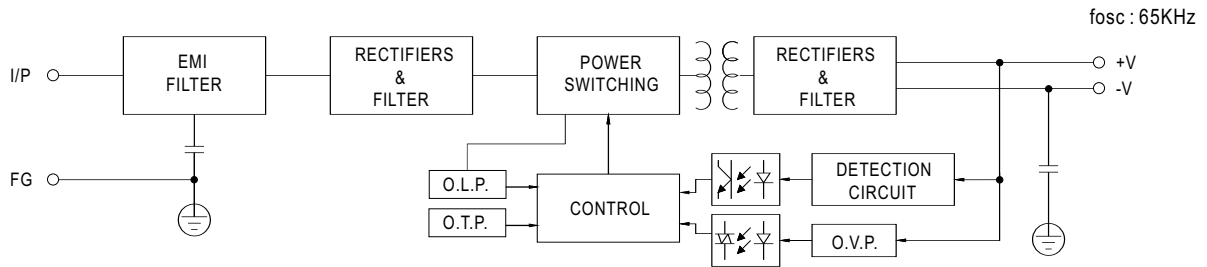 fosc : 65KHz
I/P
EMI
FILTER
RECTIFIERS
&
FILTER
POWER
SWITCHING
RECTIFIERS
&
FILTER
+V
-V
FG
O.L.P.
O.T.P.
CONTROL
DETECTION
CIRCUIT
O.V.P.